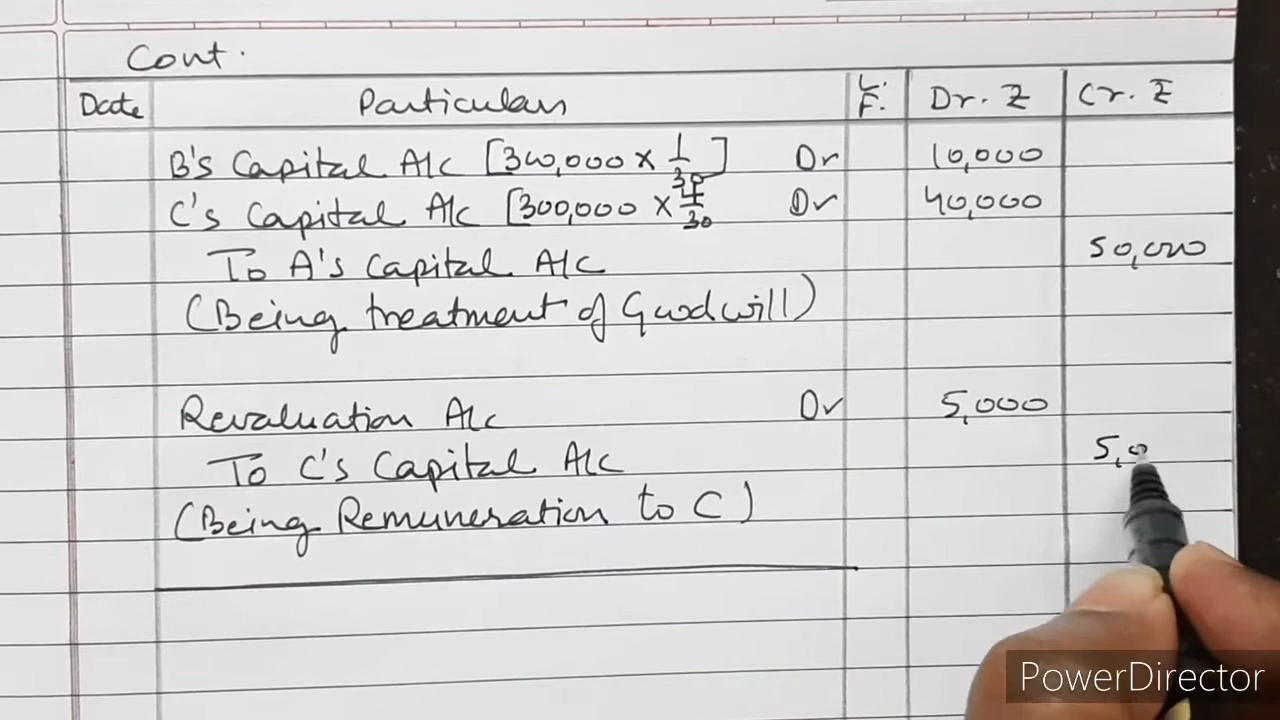 Cont.
Date Particulars L.F. Dr. ₹ Cr. ₹
B's Capital A/c [300,000 × 1/30] Dr 10,000
C's Capital A/c [300,000 × 4/30 Dr 40,000
To A's Capital A/c 50,000
(Being treatment of Goodwill)
Revaluation A/c Dr 5,000
To C's Capital A/c 5,0
(Being Remuneration to C)
PowerDirector